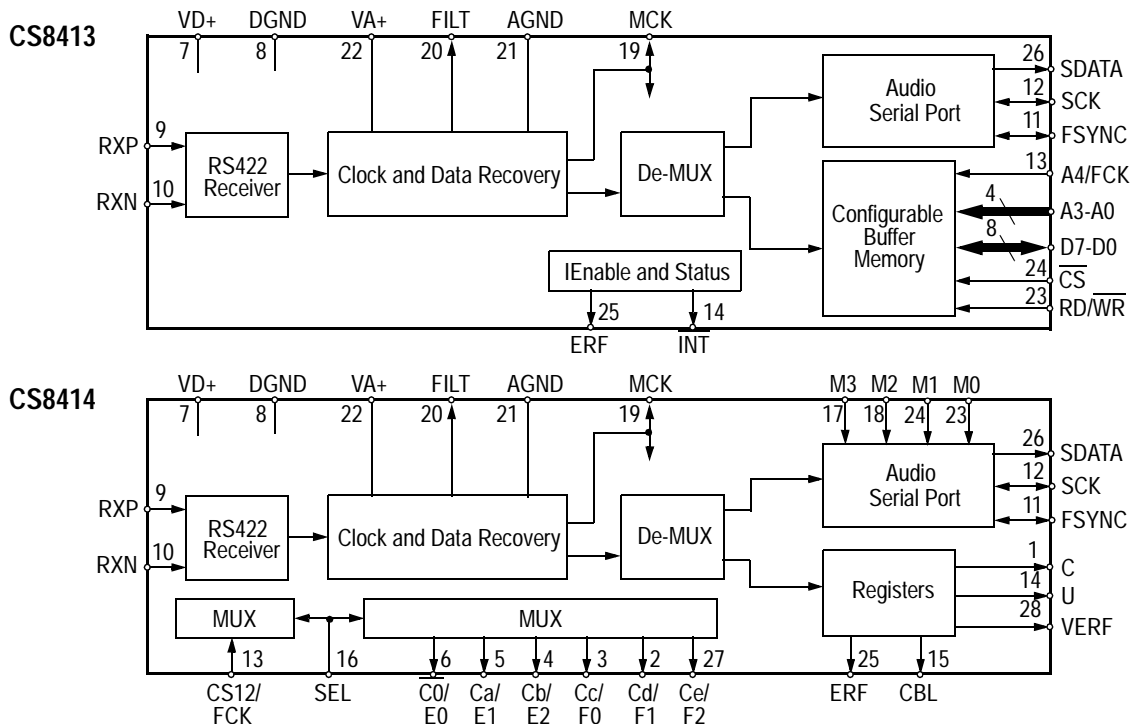 CS8413
VD+ DGND VA+ FILT AGND MCK
7 8 22 20 21 19
26 SDATA
Audio
Serial Port
12 SCK
11 FSYNC
RXP 9
RXN 10
RS422
Receiver
Clock and Data Recovery
De-MUX
Configurable
Buffer
Memory
13 A4/FCK
4 A3-A0
8 D7-D0
24 CS
23 RD/WR
IEnable and Status
25 14
ERF INT
CS8414
VD+ DGND VA+ FILT AGND MCK M3 M2 M1 M0
7 8 22 20 21 19 17 18 24 23
26 SDATA
Audio
Serial Port
12 SCK
11 FSYNC
RXP 9
RXN 10
RS422
Receiver
Clock and Data Recovery
De-MUX
Registers
1 C
14 U
28 VERF
MUX MUX
13 16 6 5 4 3 2 27 25 15
CS12/ SEL C0/ Ca/ Cb/ Cc/ Cd/ Ce/ ERF CBL
FCK E0 E1 E2 F0 F1 F2